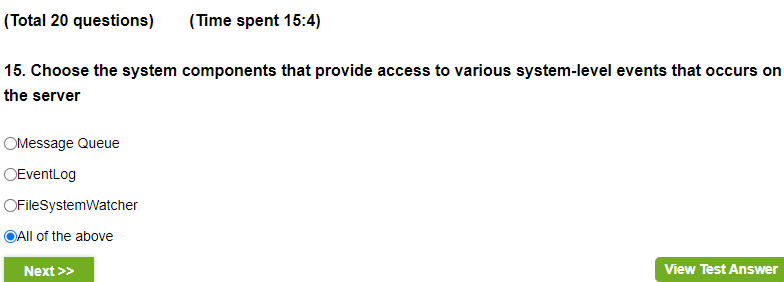 (Total 20 questions) (Time spent 15:4)
15. Choose the system components that provide access to various system-level events that occurs on
the server
Message Queue
EventLog
FileSystemWatcher
All of the above
Next >> View Test Answer